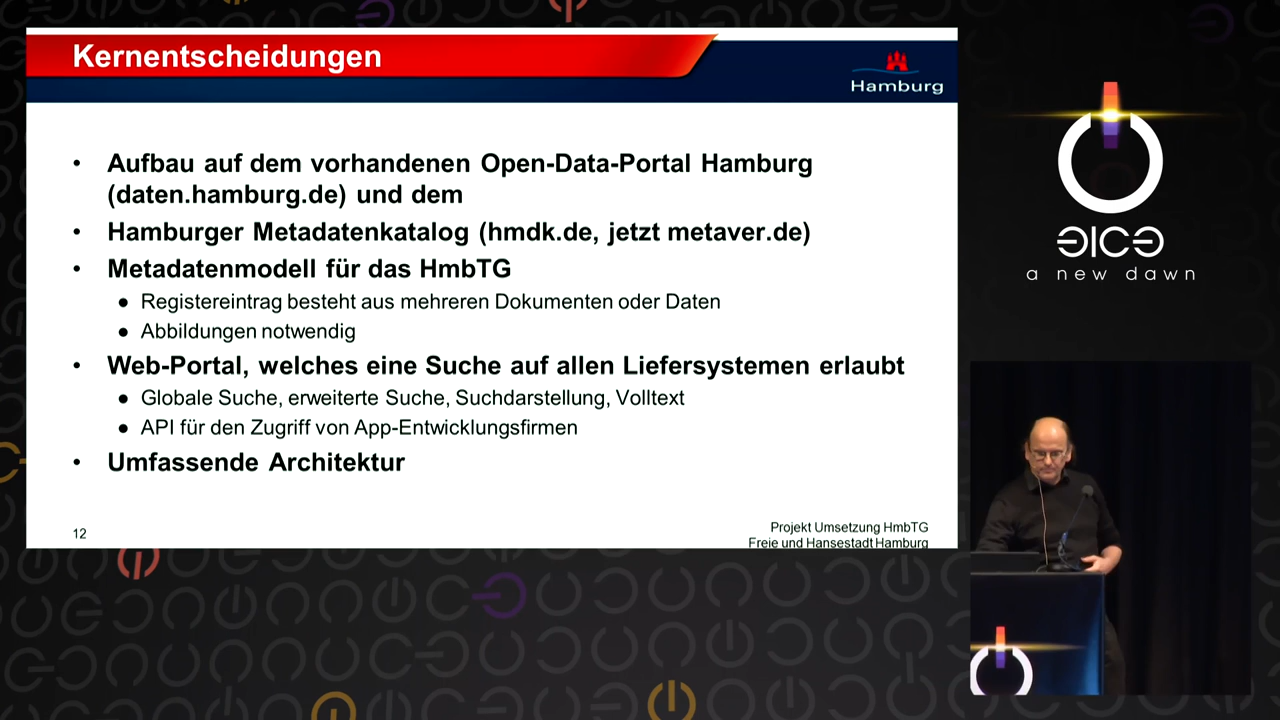 Kernentscheidungen
Hamburg
• Aufbau auf dem vorhandenen Open-Data-Portal Hamburg
(daten.hamburg.de) und dem
• Hamburger Metadatenkatalog (hmdk.de, jetzt metaver.de)
• Metadatenmodell für das HmbTG
● Registereintrag besteht aus mehreren Dokumenten oder Daten
● Abbildungen notwendig
• Web-Portal, welches eine Suche auf allen Liefersystemen erlaubt
● Globale Suche, erweiterte Suche, Suchdarstellung, Volltext
● API für den Zugriff von App-Entwicklungsfirmen
• Umfassende Architektur
12
Projekt Umsetzung HmbTG
Freie und Hansestadt Hamburg
a new dawn